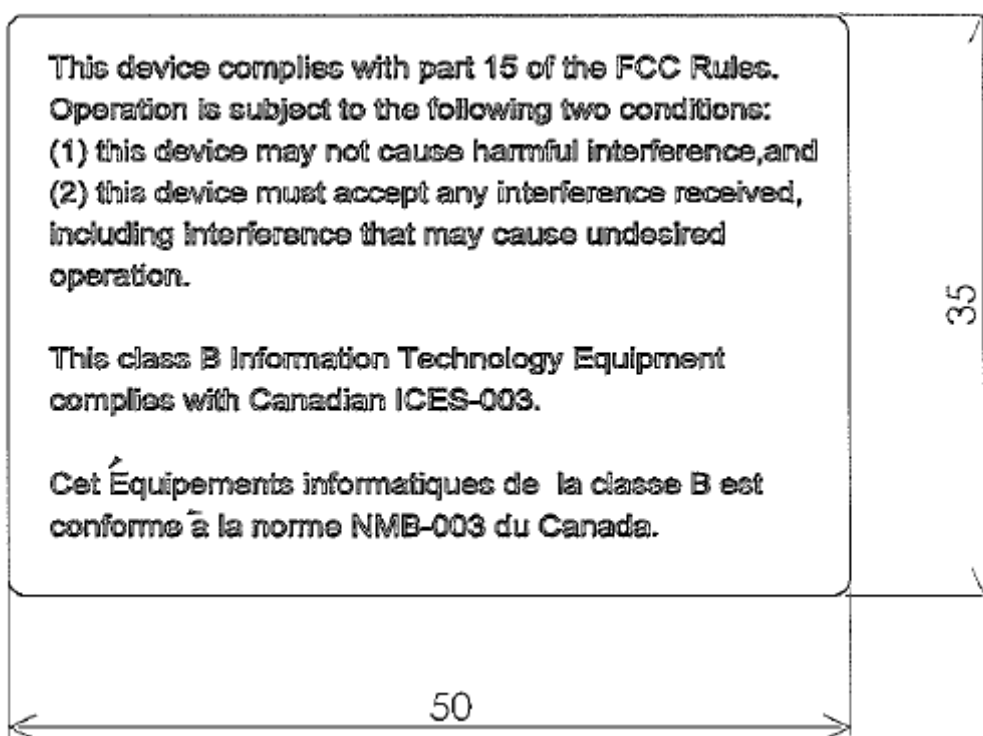 This device complies with part 15 of the FCC Rules.
Operation is subject to the following two conditions:
(1) this device may not cause harmful interference,and
(2) this device must accept any interference received,
including interference that may cause undesired
operation.
This class B Information Technology Equipment
complies with Canadian ICES-003.
Cet Équipements informatiques de la classe B est
conforme à la norme NMB-003 du Canada.
35
50